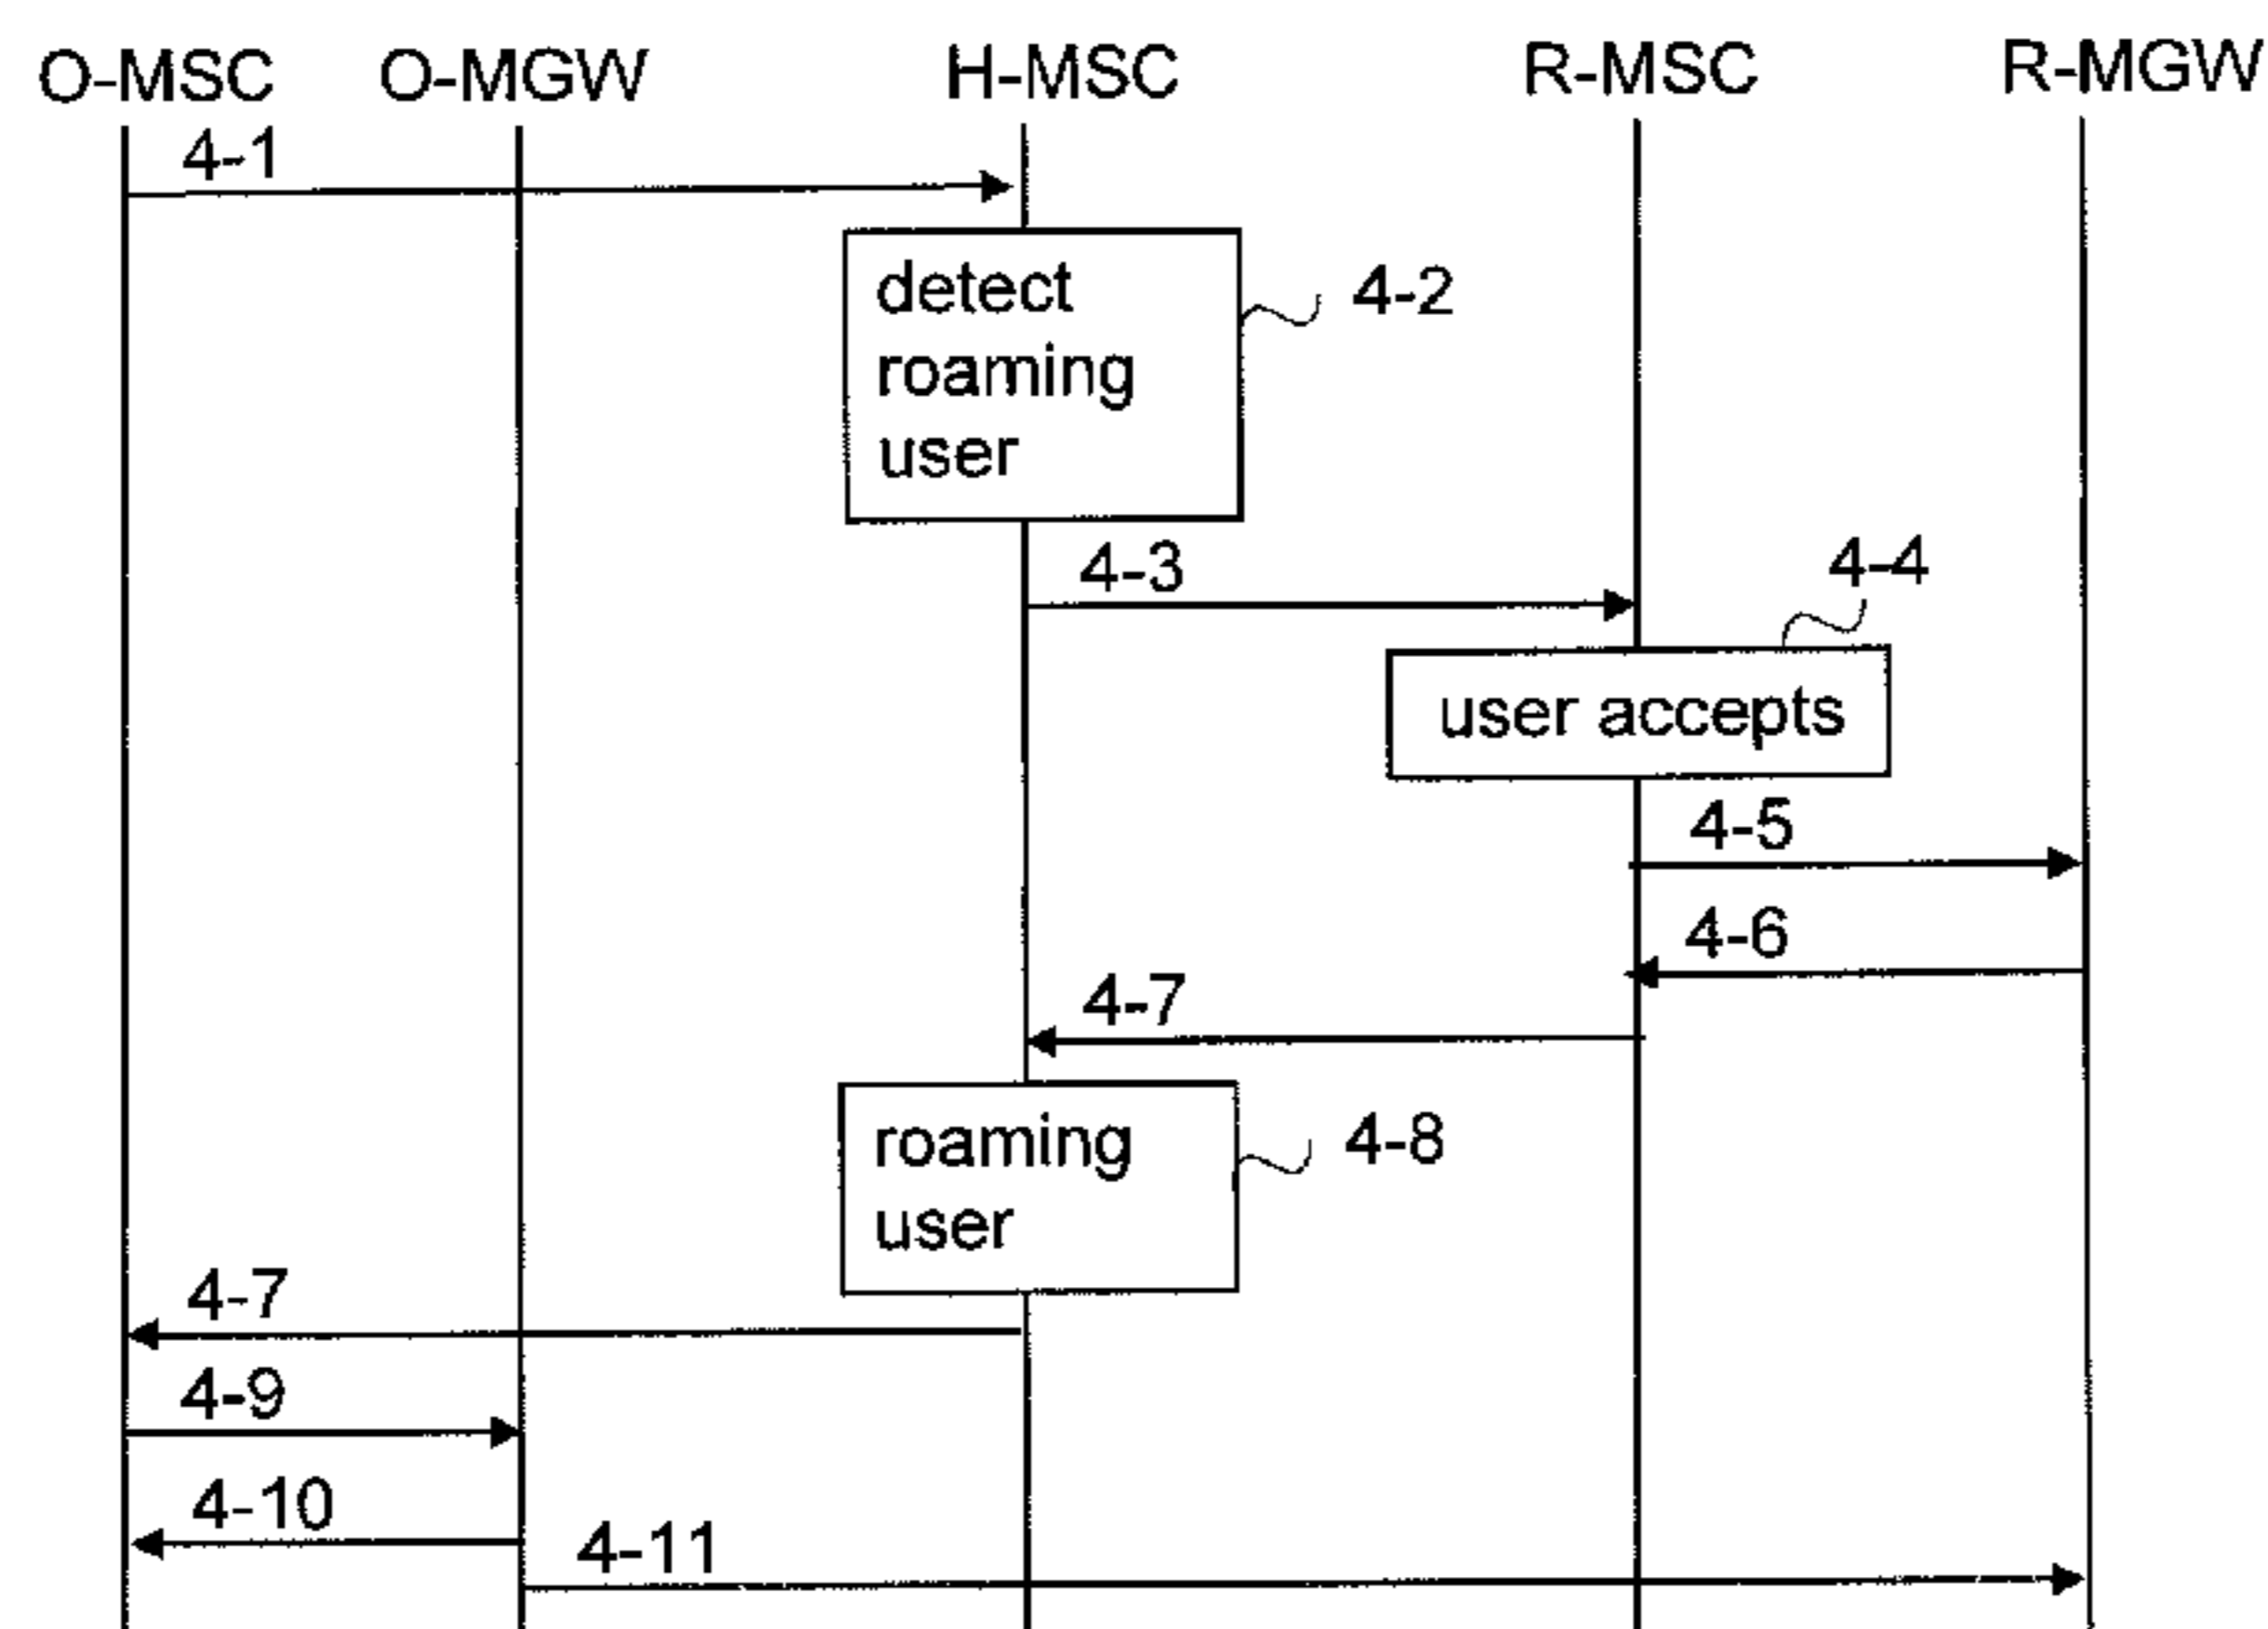 O-MSC O-MGW H-MSC R-MSC R-MGW
4-1
detect
roaming
user
4-2
4-3
4-4
user accepts
4-5
4-6
4-7
roaming
user
4-8
4-7
4-9
4-10
4-11